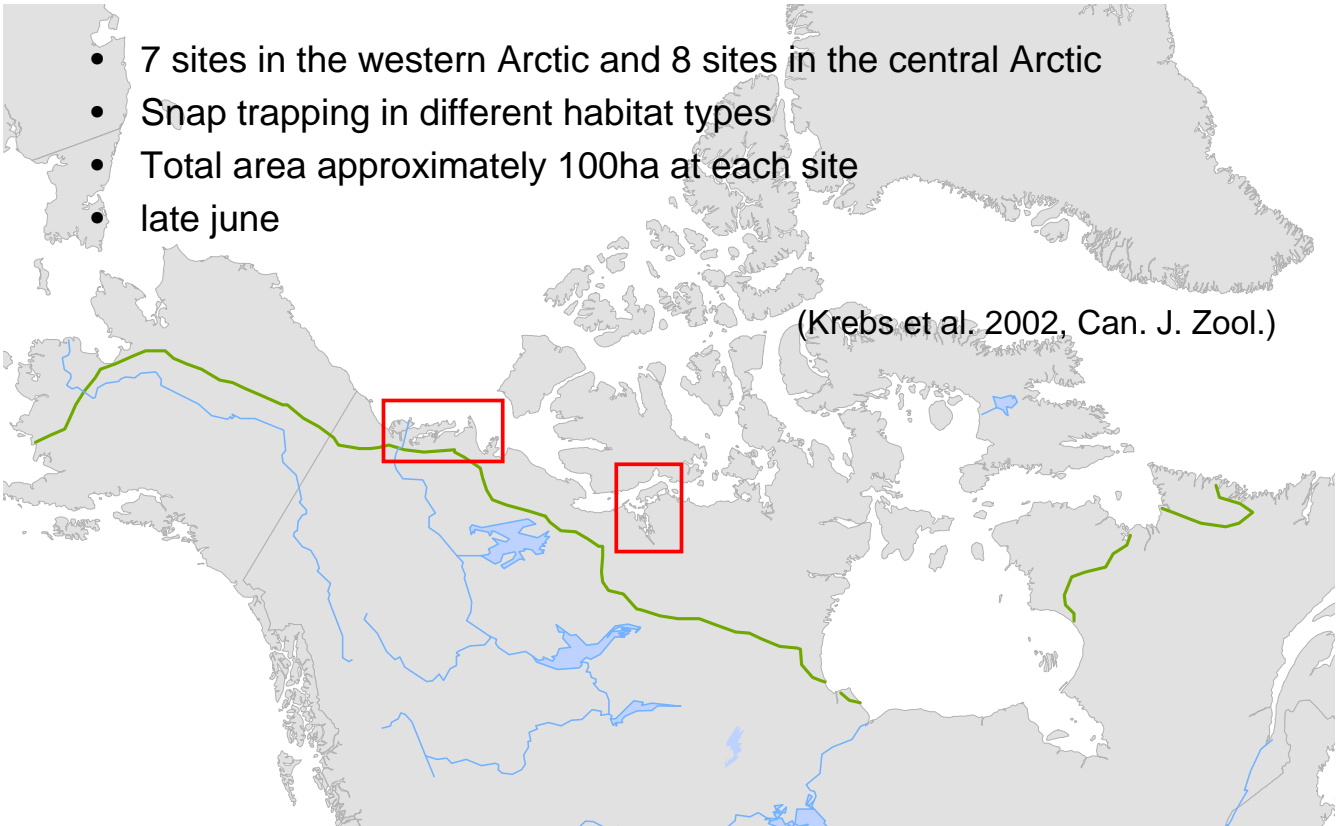 • 7 sites in the western Arctic and 8 sites in the central Arctic
• Snap trapping in different habitat types
• Total area approximately 100ha at each site
• late june
(Krebs et al. 2002, Can. J. Zool.)